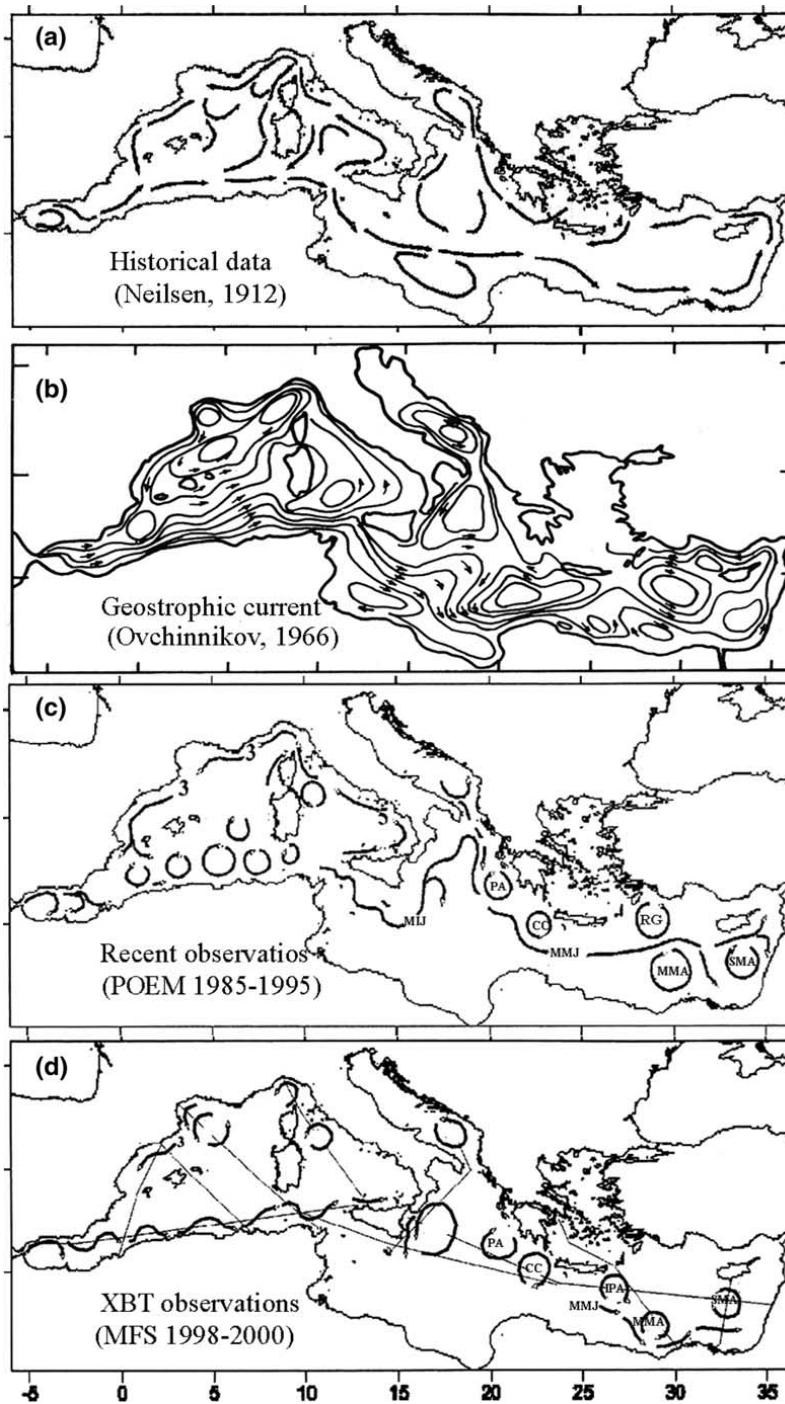 (a)
Historical data
(Neilsen, 1912)
(b)
Geostrophic current
(Ovchinnikov, 1966)
(c)
3
3
5
PA
MIJ
CC
RG
MMJ
MMA
SMA
Recent observatios
(POEM 1985-1995)
(d)
3
PA
CC
IPA
MMJ
MMA
SMA
XBT observations
(MFS 1998-2000)
-5 0 5 10 15 20 25 30 35